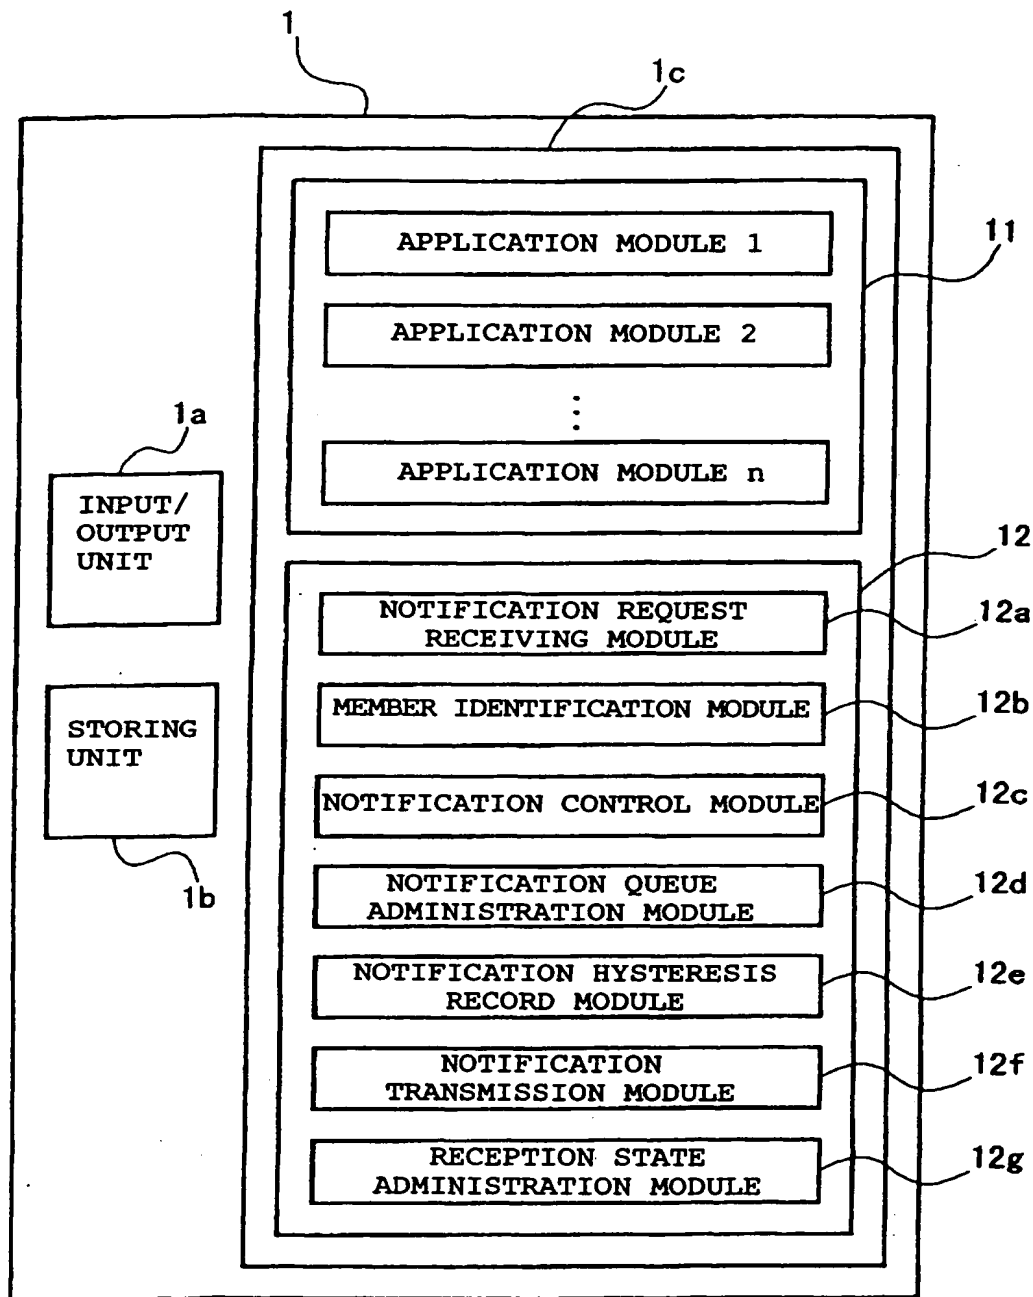 1
1c
APPLICATION MODULE 1
11
APPLICATION MODULE 2
⋮
1a
APPLICATION MODULE n
INPUT/
OUTPUT
UNIT
12
NOTIFICATION REQUEST
RECEIVING MODULE
12a
STORING
UNIT
MEMBER IDENTIFICATION MODULE
12b
NOTIFICATION CONTROL MODULE
12c
1b
NOTIFICATION QUEUE
ADMINISTRATION MODULE
12d
NOTIFICATION HYSTERESIS
RECORD MODULE
12e
NOTIFICATION
TRANSMISSION MODULE
12f
RECEPTION STATE
ADMINISTRATION MODULE
12g